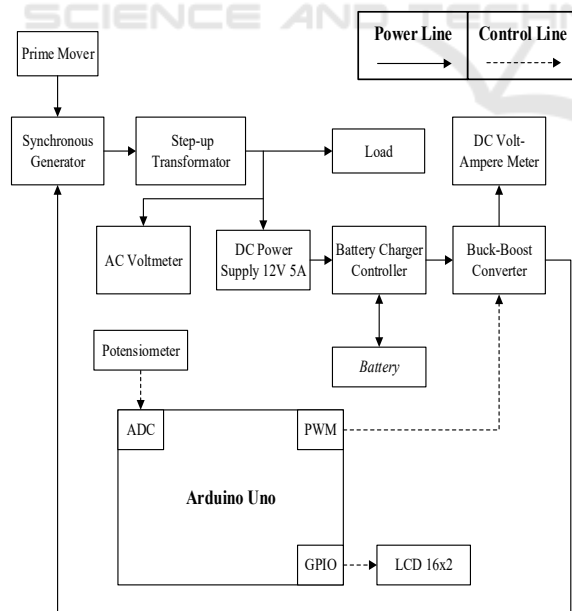 SCIENCE AND TECHN
Power Line
Control Line
Prime Mover
Synchronous
Generator
Step-up
Transformator
Load
DC Volt-
Ampere Meter
AC Voltmeter
DC Power
Supply 12V 5A
Battery Charger
Controller
Buck-Boost
Converter
Potensiometer
Battery
ADC
PWM
Arduino Uno
GPIO
LCD 16x2